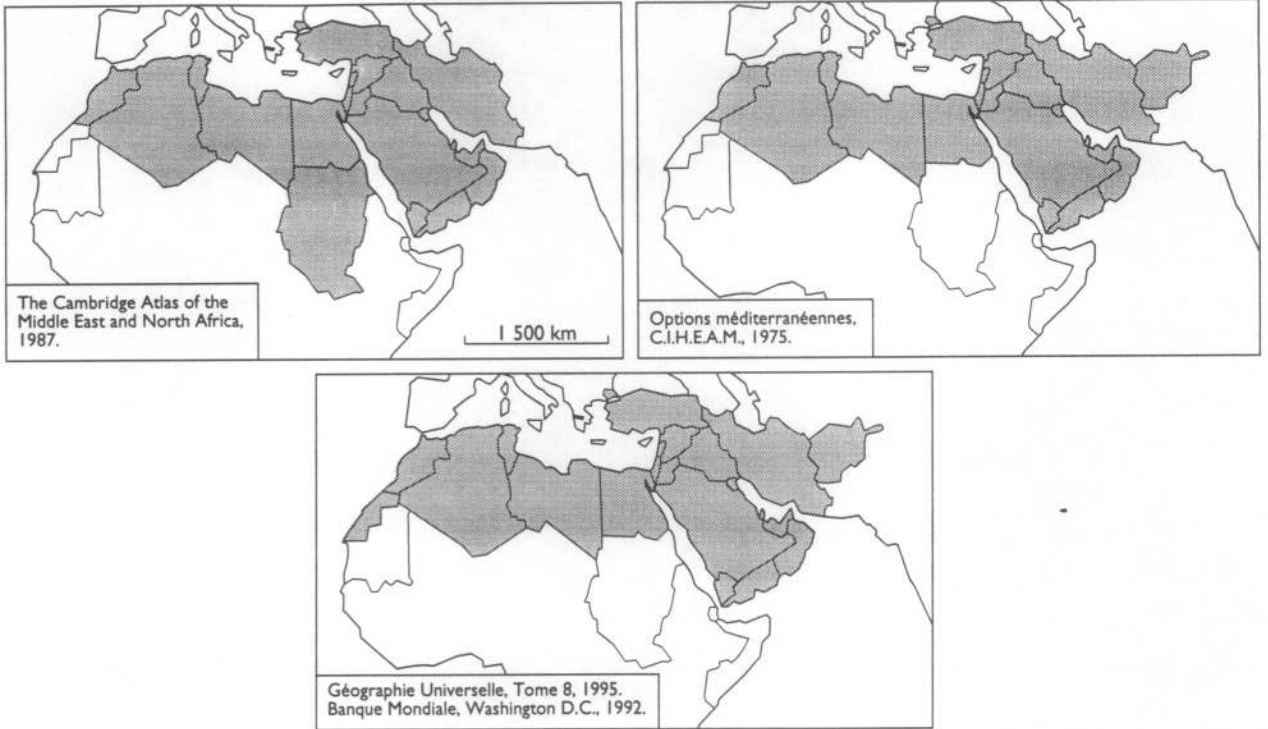 The Cambridge Atlas of the
Middle East and North Africa,
1987.
1 500 km
Options méditerranéennes,
C.I.H.E.A.M., 1975.
Géographie Universelle, Tome 8, 1995.
Banque Mondiale, Washington D.C., 1992.